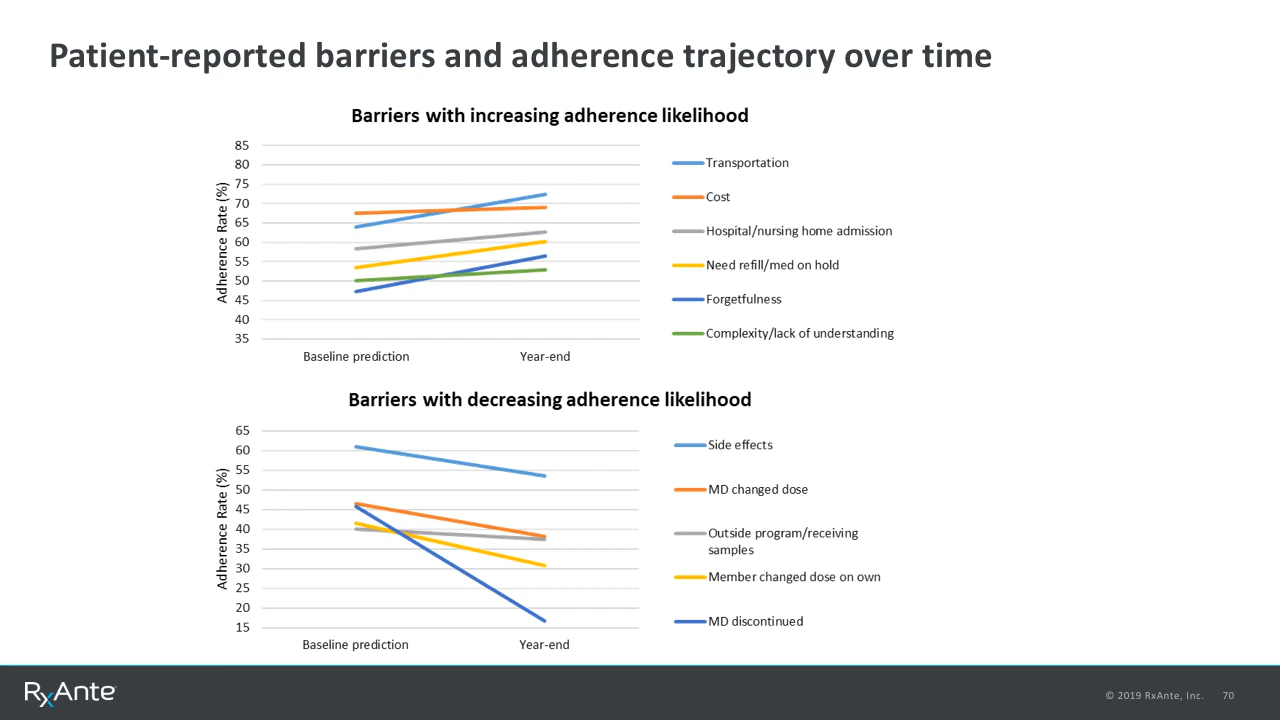 Patient-reported barriers and adherence trajectory over time
Barriers with increasing adherence likelihood
Adherence Rate (%)
85
80
75
70
65
60
55
50
45
40
35
Baseline prediction
Year-end
Transportation
Cost
Hospital/nursing home admission
Need refill/med on hold
Forgetfulness
Complexity/lack of understanding
Barriers with decreasing adherence likelihood
Adherence Rate (%)
65
60
55
50
45
40
35
30
25
20
15
Baseline prediction
Year-end
Side effects
MD changed dose
Outside program/receiving
samples
Member changed dose on own
MD discontinued
RxAnte
© 2019 RxAnte, Inc.
70